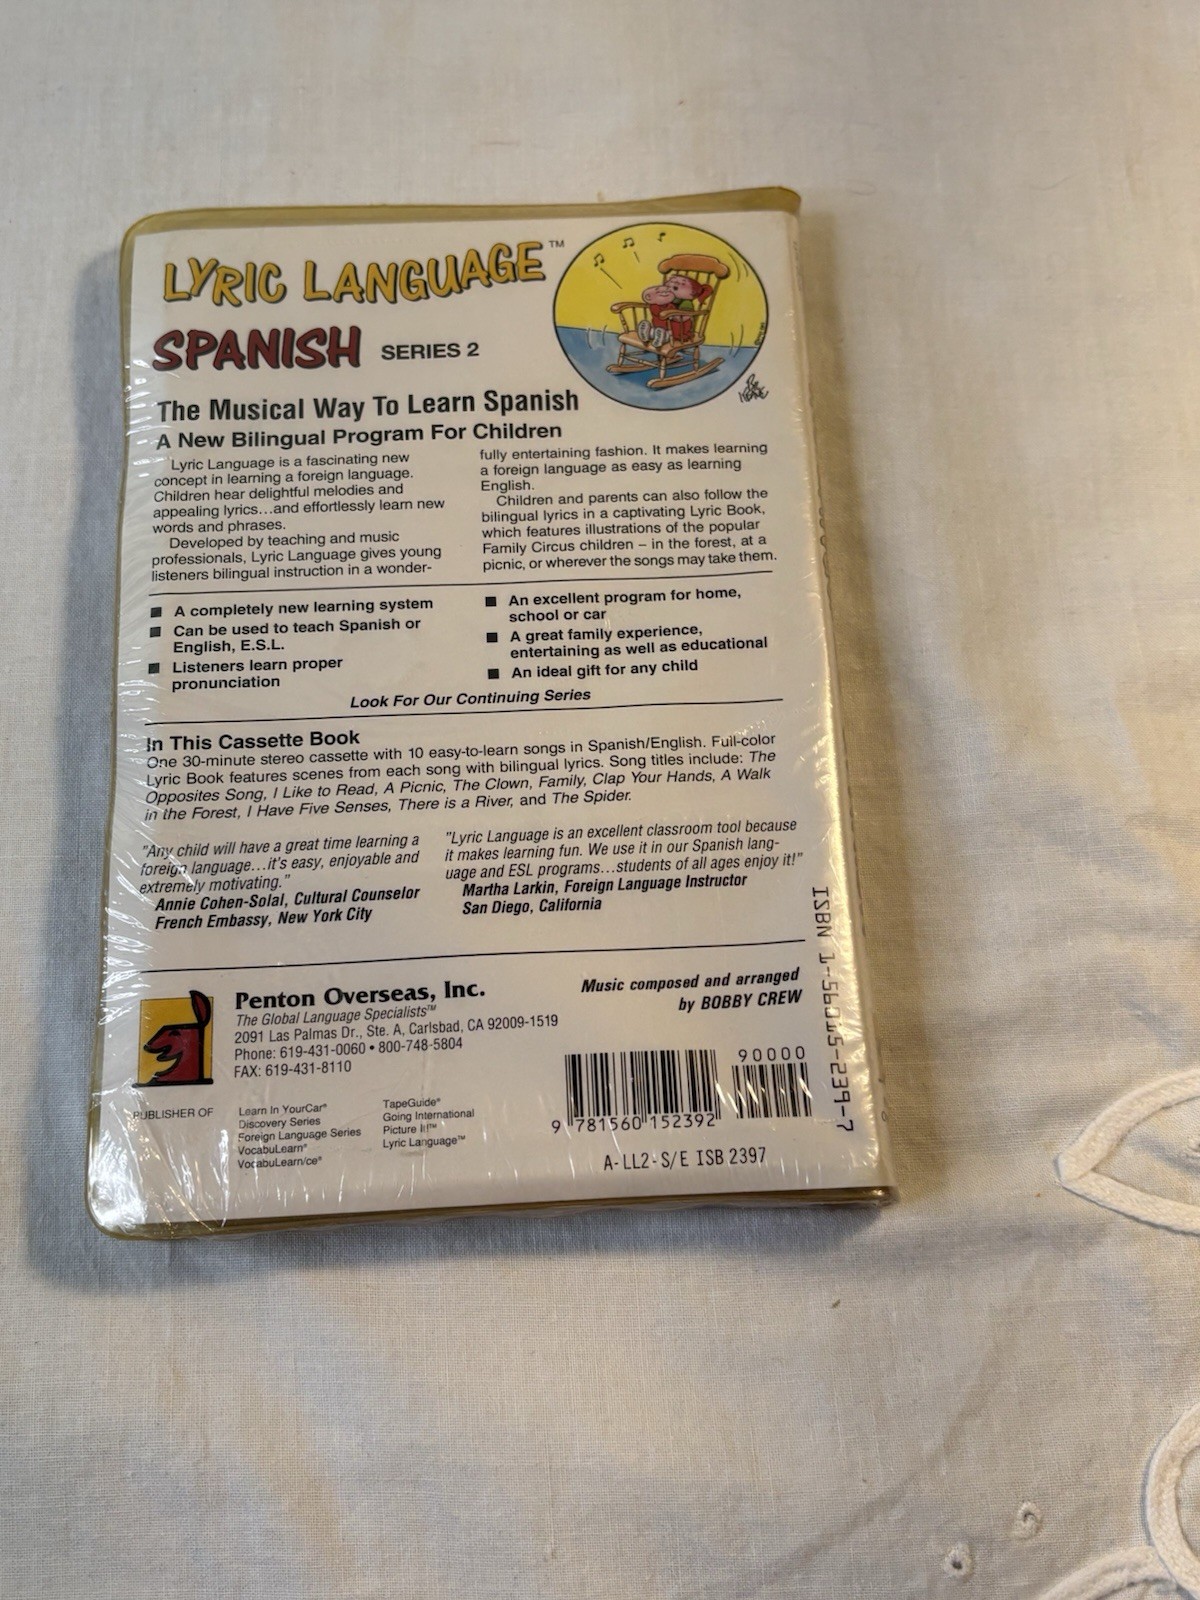 LYRIC LANGUAGE™
SPANISH SERIES 2
The Musical Way To Learn Spanish
A New Bilingual Program For Children
Lyric Language is a fascinating new
concept in learning a foreign language.
Children hear delightful melodies and
appealing lyrics...and effortlessly learn new
words and phrases.
Developed by teaching and music
professionals, Lyric Language gives young
listeners bilingual instruction in a wonder-
fully entertaining fashion. It makes learning
a foreign language as easy as learning
English.
Children and parents can also follow the
bilingual lyrics in a captivating Lyric Book,
which features illustrations of the popular
Family Circus children – in the forest, at a
picnic, or wherever the songs may take them.
■ A completely new learning system
■ Can be used to teach Spanish or
English, E.S.L.
■ Listeners learn proper
pronunciation
■ An excellent program for home,
school or car
■ A great family experience,
entertaining as well as educational
■ An ideal gift for any child
Look For Our Continuing Series
In This Cassette Book
One 30-minute stereo cassette with 10 easy-to-learn songs in Spanish/English. Full-color
Lyric Book features scenes from each song with bilingual lyrics. Song titles include: The
Opposites Song, I Like to Read, A Picnic, The Clown, Family, Clap Your Hands, A Walk
in the Forest, I Have Five Senses, There is a River, and The Spider.
"Any child will have a great time learning a
foreign language...it's easy, enjoyable and
extremely motivating."
Annie Cohen-Solal, Cultural Counselor
French Embassy, New York City
"Lyric Language is an excellent classroom tool because
it makes learning fun. We use it in our Spanish lang-
uage and ESL programs...students of all ages enjoy it!"
Martha Larkin, Foreign Language Instructor
San Diego, California
Penton Overseas, Inc.
The Global Language Specialists™
2091 Las Palmas Dr., Ste. A, Carlsbad, CA 92009-1519
Phone: 619-431-0060 • 800-748-5804
FAX: 619-431-8110
Music composed and arranged
by BOBBY CREW
PUBLISHER OF
Learn In YourCar®
Discovery Series
Foreign Language Series
VocabuLearn®
VocabuLearn/ce®
TapeGuide®
Going International
Picture It!™
Lyric Language™
90000
9 781560 152392
A-LL2-S/E ISB 2397
ISBN 1-56015-239-7